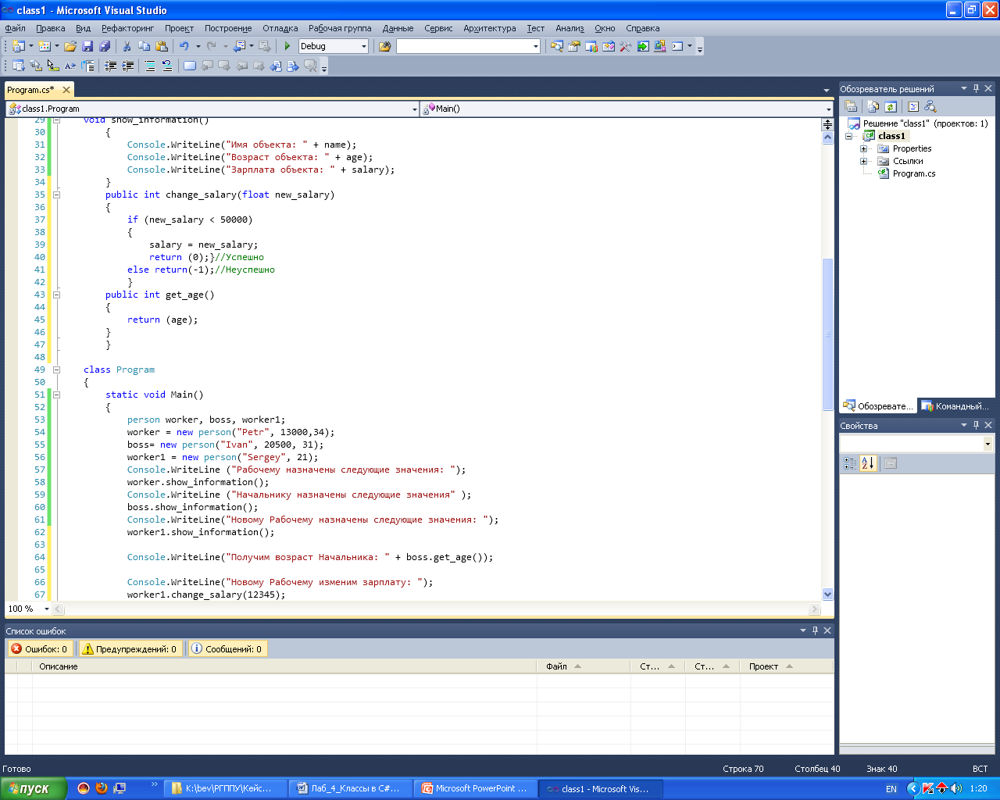 class1 - Microsoft Visual Studio
Файл Правка Вид Рефакторинг Проект Построение Отладка Рабочая группа Данные Сервис Архитектура Тест Анализ Окно Справка
Debug
Program.cs*
class1.Program
Main()
29 void show_information()
30 {
31 Console.WriteLine("Имя объекта: " + name);
32 Console.WriteLine("Возраст объекта: " + age);
33 Console.WriteLine("Зарплата объекта: " + salary);
34 }
35 public int change_salary(float new_salary)
36 {
37 if (new_salary < 50000)
38 {
39 salary = new_salary;
40 return (0);}//Успешно
41 else return(-1);//Неуспешно
42 }
43 public int get_age()
44 {
45 return (age);
46 }
47 }
48
49 class Program
50 {
51 static void Main()
52 {
53 person worker, boss, worker1;
54 worker = new person("Petr", 13000,34);
55 boss= new person("Ivan", 20500, 31);
56 worker1 = new person("Sergey", 21);
57 Console.WriteLine ("Рабочему назначены следующие значения: ");
58 worker.show_information();
59 Console.WriteLine ("Начальнику назначены следующие значения" );
60 boss.show_information();
61 Console.WriteLine("Новому Рабочему назначены следующие значения: ");
62 worker1.show_information();
63
64 Console.WriteLine("Получим возраст Начальника: " + boss.get_age());
65
66 Console.WriteLine("Новому Рабочему изменим зарплату: ");
67 worker1.change_salary(12345);
100 %
Обозреватель решений
Решение "class1" (проектов: 1)
class1
Properties
Ссылки
Program.cs
Обозревате... Командный...
Свойства
Список ошибок
Ошибок: 0 Предупреждений: 0 Сообщений: 0
Описание Файл Ст... Ст... Проект
Готово Строка 70 Столбец 40 Знак 40 ВСТ
пуск K:\bev\РГППУ\Кейс... Лаб_4_Классы в C#... Microsoft PowerPoint ... class1 - Microsoft Vis... EN 1:20